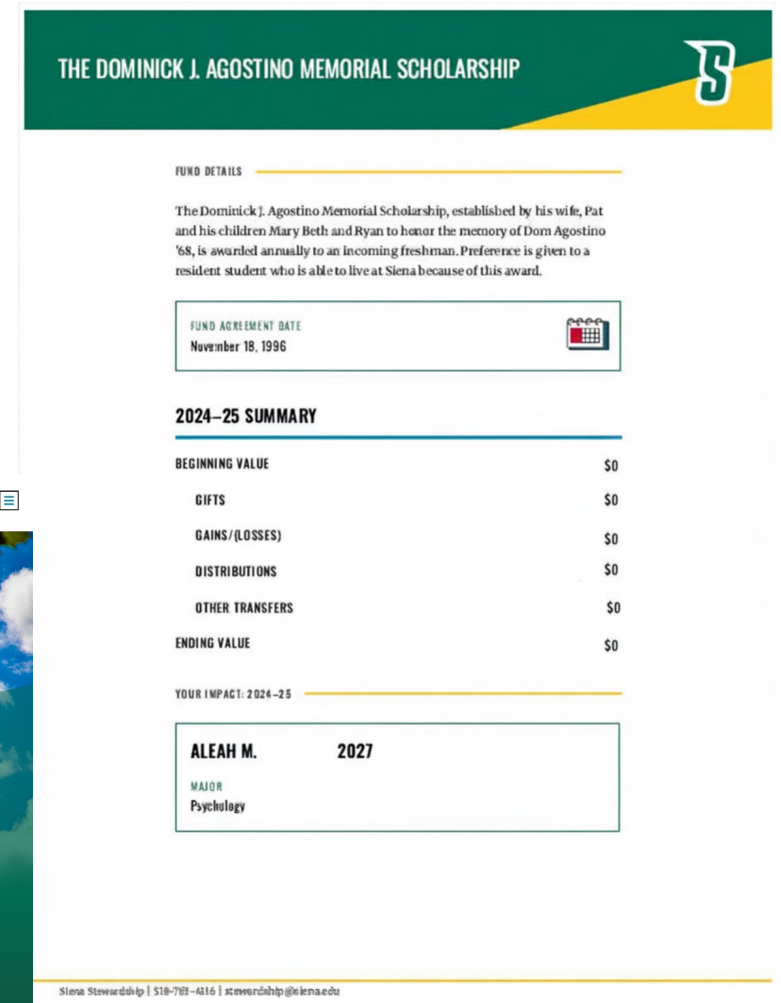 THE DOMINICK J. AGOSTINO MEMORIAL SCHOLARSHIP
S
FUND DETAILS
The Dominick J. Agostino Memorial Scholarship, established by his wife, Pat
and his children Mary Beth and Ryan to honor the memory of Dom Agostino
'68, is awarded annually to an incoming freshman. Preference is given to a
resident student who is able to live at Siena because of this award.
FUND AGREEMENT DATE
November 18, 1996
2024–25 SUMMARY
BEGINNING VALUE $0
GIFTS $0
GAINS/(LOSSES) $0
DISTRIBUTIONS $0
OTHER TRANSFERS $0
ENDING VALUE $0
YOUR IMPACT: 2024–25
ALEAH M. 2027
MAJOR
Psychology
Siena Stewardship | stewardship@siena.edu